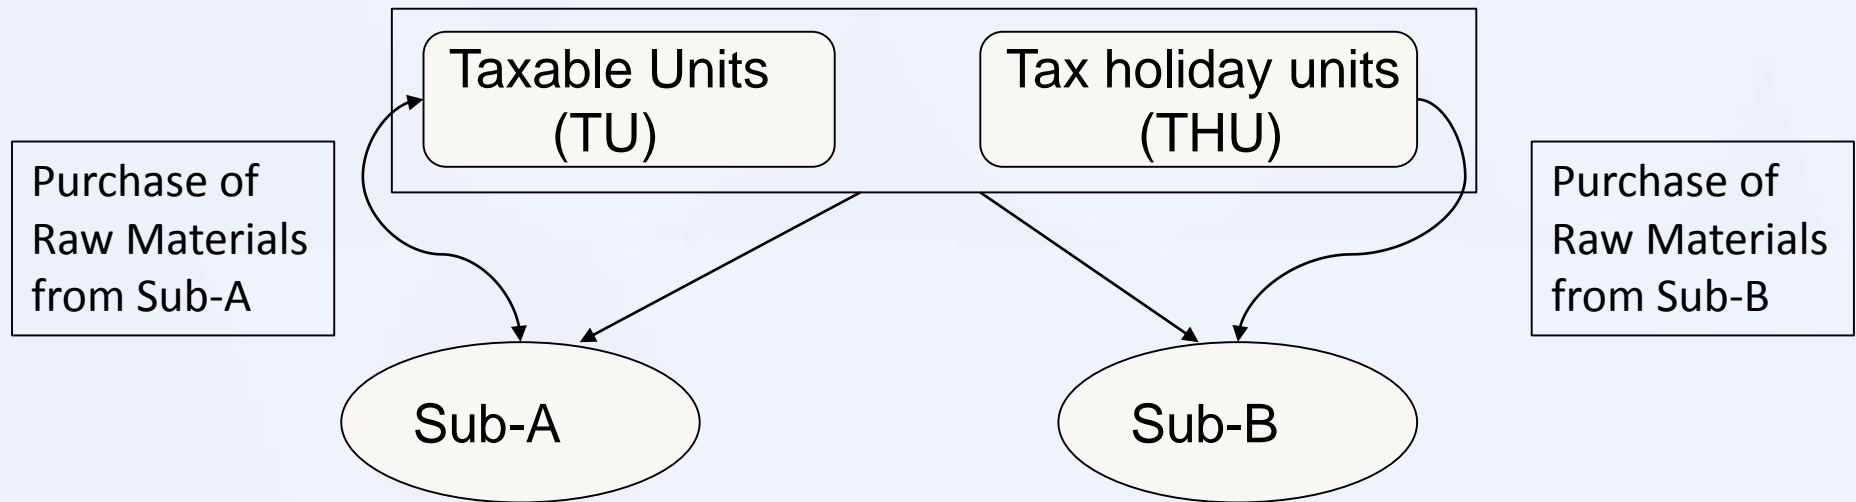 Taxable Units
(TU)
Tax holiday units
(THU)
Purchase of
Raw Materials
from Sub-A
Purchase of
Raw Materials
from Sub-B
Sub-A
Sub-B